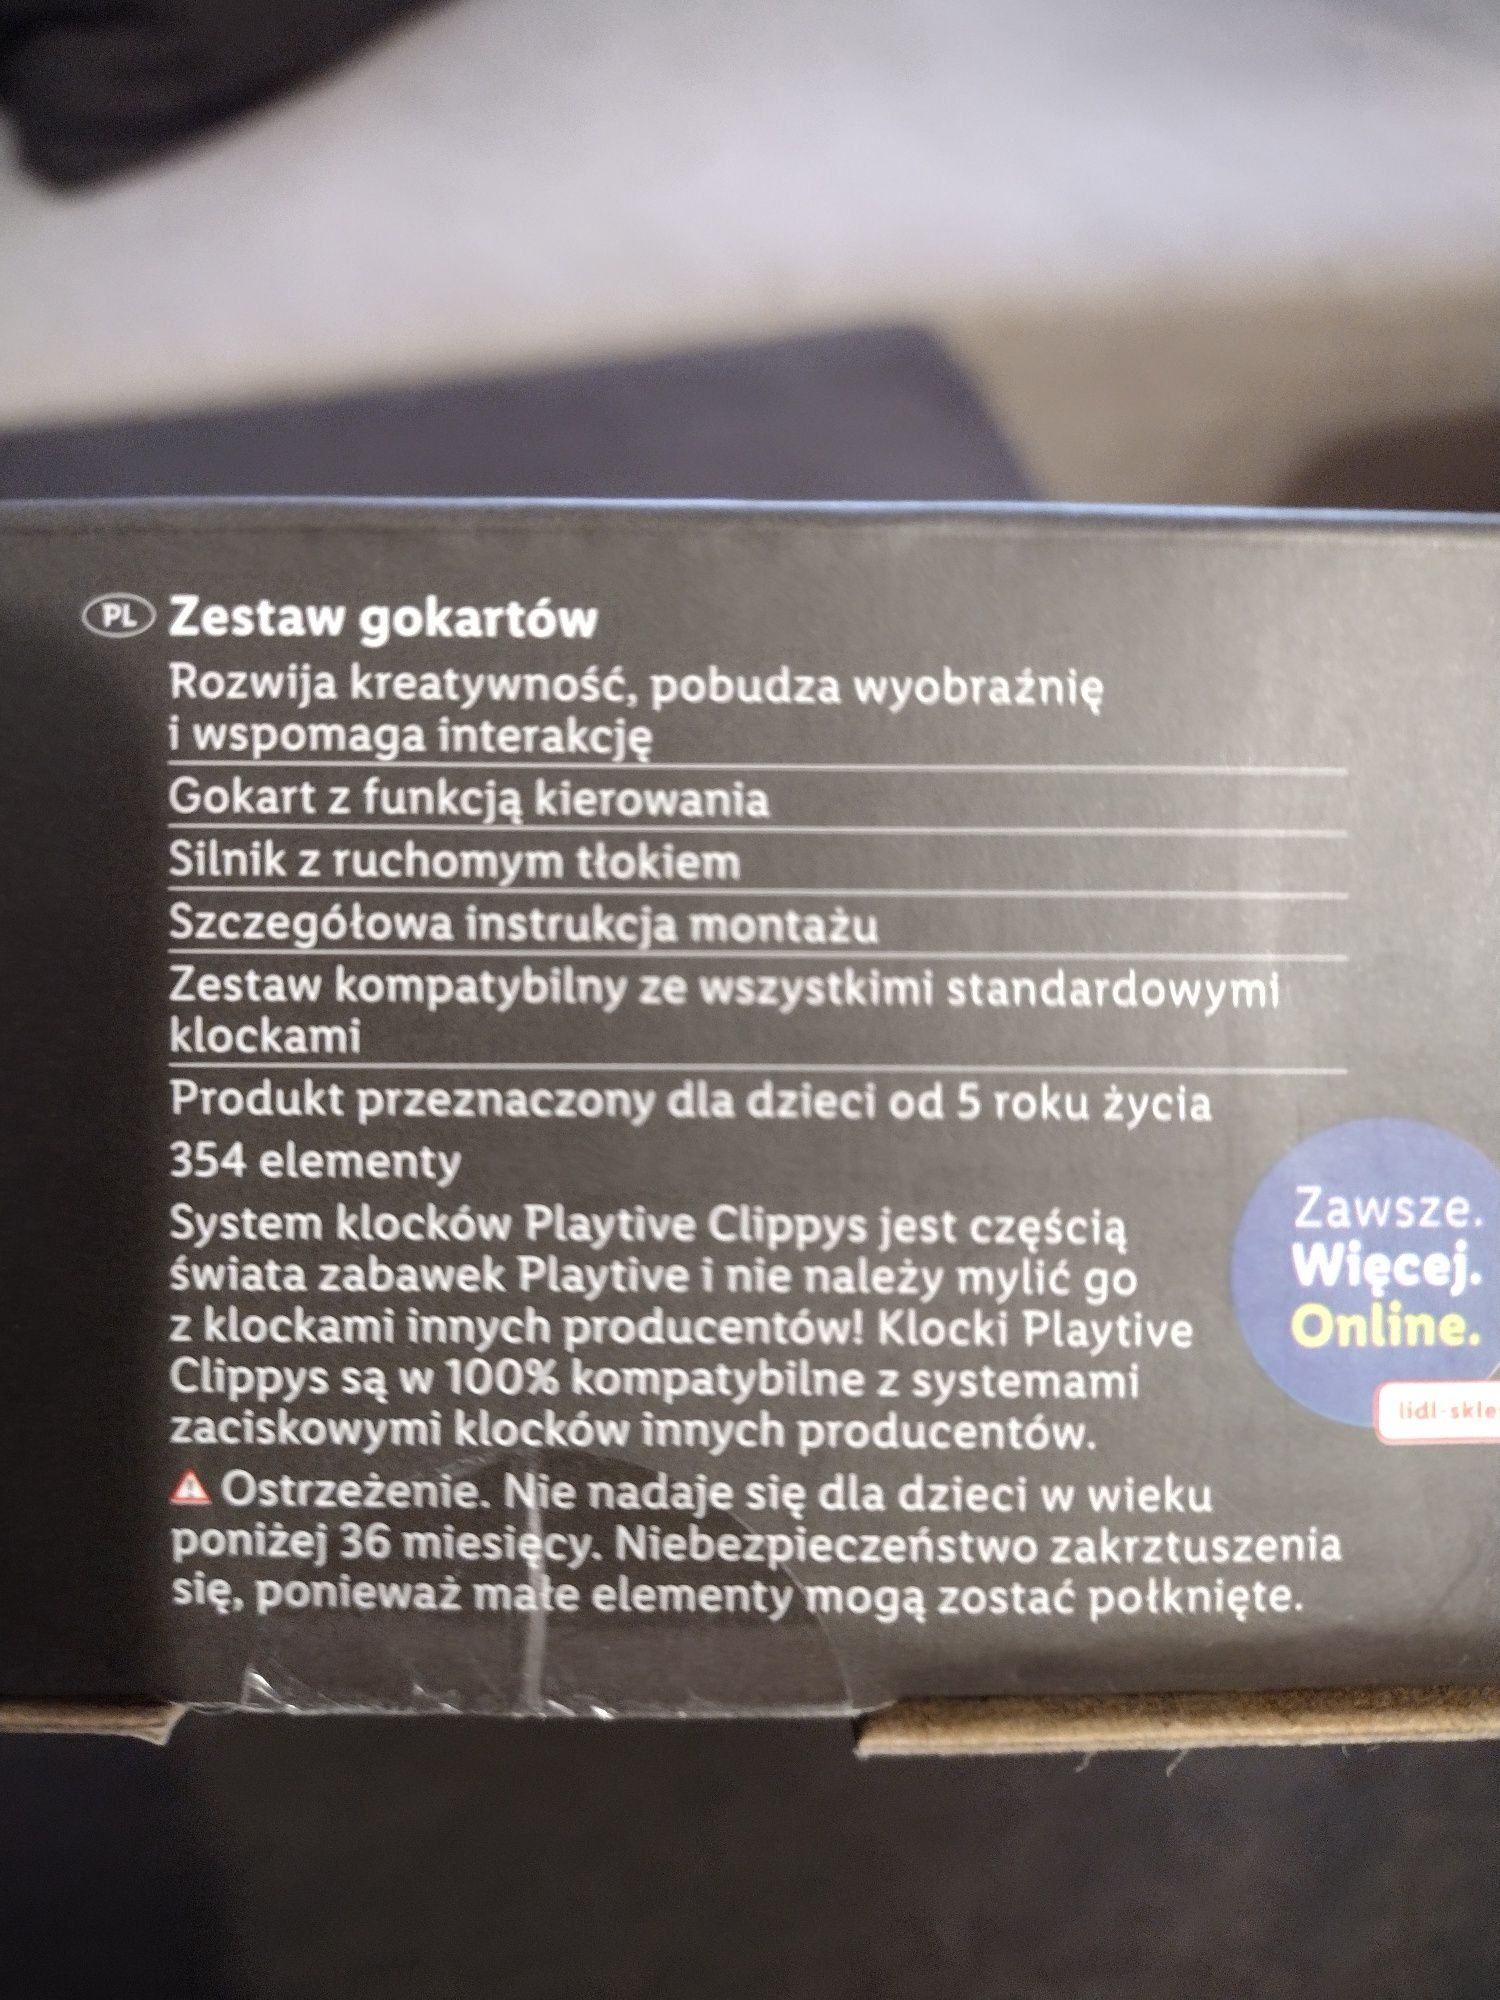 PL Zestaw gokartów
Rozwija kreatywność, pobudza wyobraźnię
i wspomaga interakcję
Gokart z funkcją kierowania
Silnik z ruchomym tłokiem
Szczegółowa instrukcja montażu
Zestaw kompatybilny ze wszystkimi standardowymi
klockami
Produkt przeznaczony dla dzieci od 5 roku życia
354 elementy
System klocków Playtive Clippys jest częścią
świata zabawek Playtive i nie należy mylić go
z klockami innych producentów! Klocki Playtive
Clippys są w 100% kompatybilne z systemami
zaciskowymi klocków innych producentów.
Ostrzeżenie. Nie nadaje się dla dzieci w wieku
poniżej 36 miesięcy. Niebezpieczeństwo zakrztuszenia
się, ponieważ małe elementy mogą zostać połknięte.
Zawsze.
Więcej.
Online.